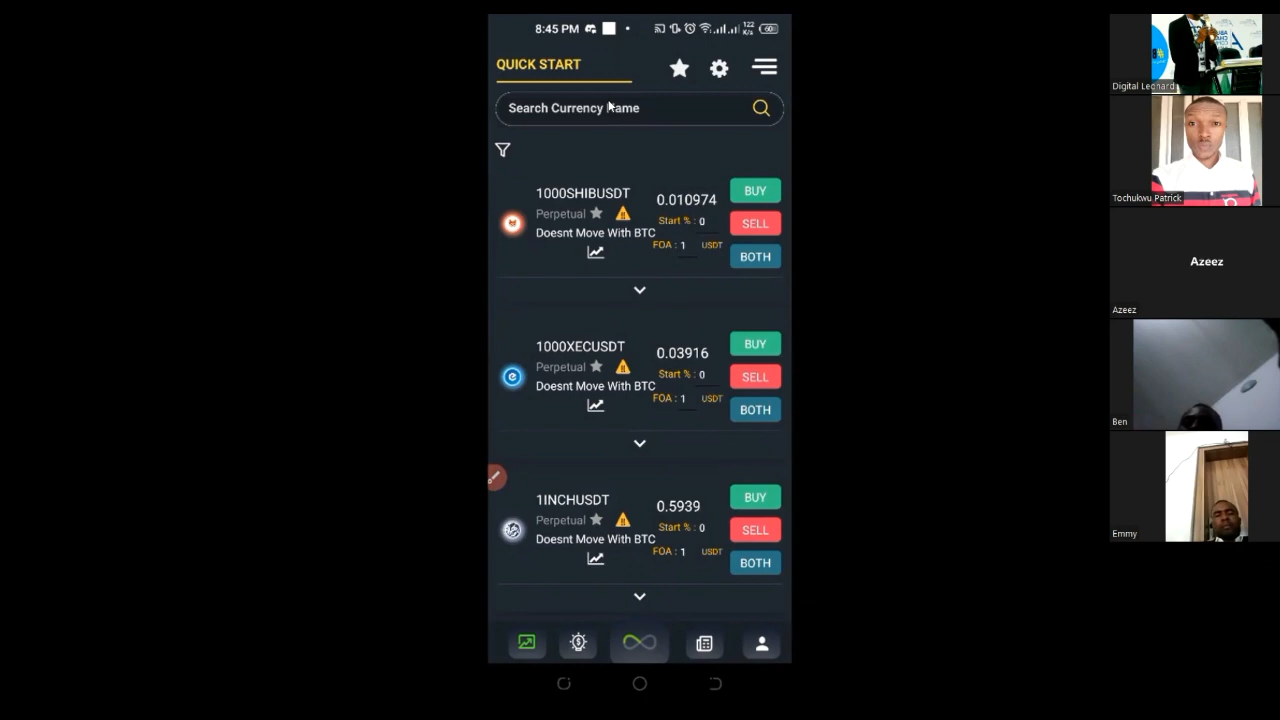 8:45 PM
122
K/s
60
QUICK START
Search Currency Name
1000SHIBUSDT
0.010974
BUY
Perpetual
Start % : 0
SELL
Doesnt Move With BTC
FOA : 1 USDT
BOTH
1000XECUSDT
0.03916
BUY
Perpetual
Start % : 0
SELL
Doesnt Move With BTC
FOA : 1 USDT
BOTH
1INCHUSDT
0.5939
BUY
Perpetual
Start % : 0
SELL
Doesnt Move With BTC
FOA : 1 USDT
BOTH
Digital Leonard
Tochukwu Patrick
Azeez
Azeez
Ben
Emmy